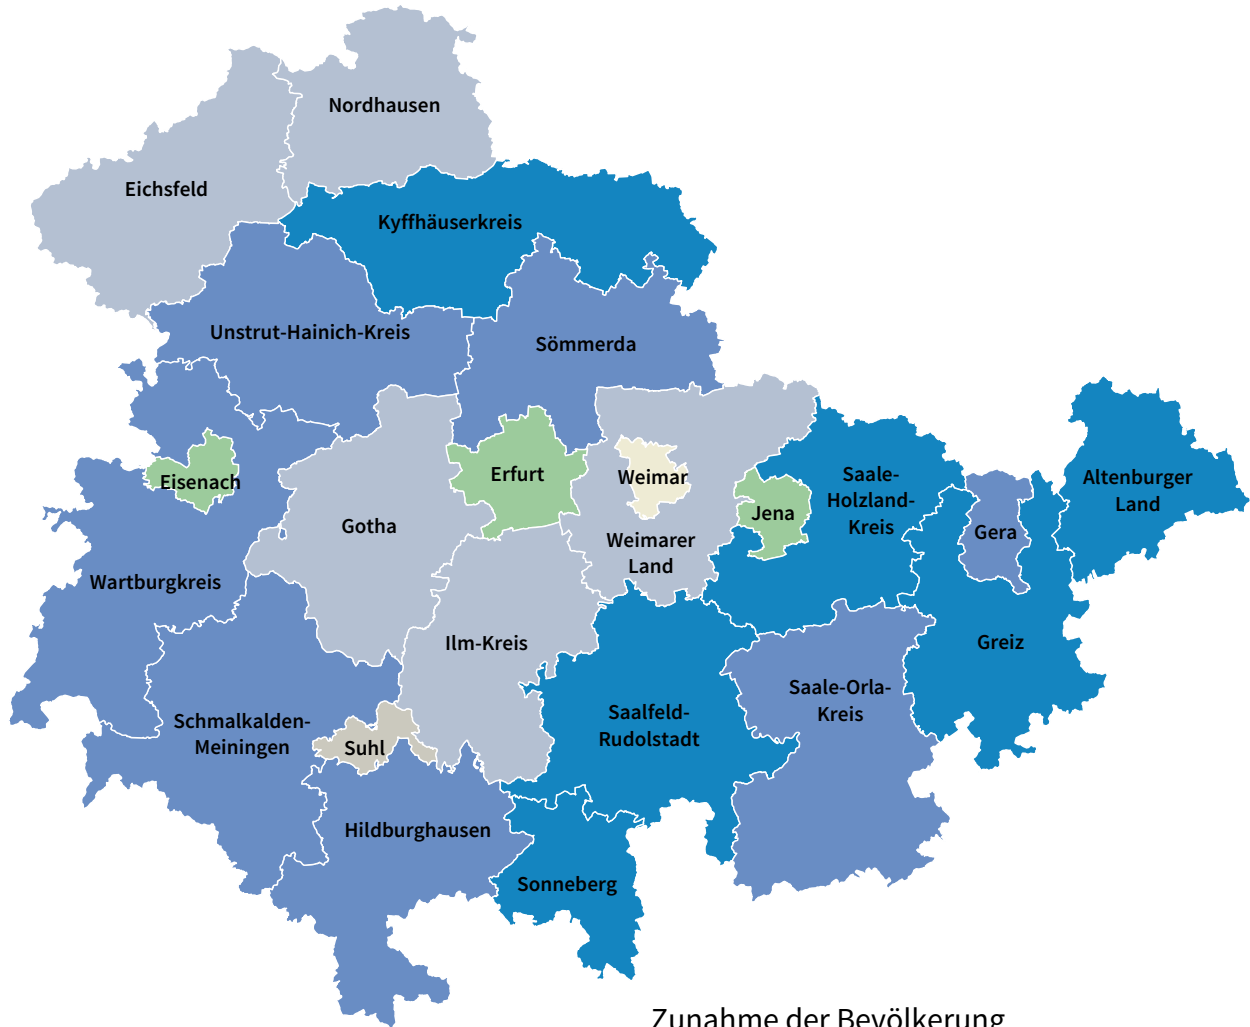 Nordhausen
Eichsfeld
Kyffhäuserkreis
Unstrut-Hainich-Kreis
Sömmerda
Eisenach
Erfurt
Weimar
Saale-
Holzland-
Kreis
Altenburger
Land
Gotha
Jena
Gera
Weimarer
Land
Wartburgkreis
Ilm-Kreis
Greiz
Saale-Orla-
Kreis
Schmalkalden-
Meiningen
Suhl
Saalfeld-
Rudolstadt
Hildburghausen
Sonneberg
Zunahme der Bevölkerung